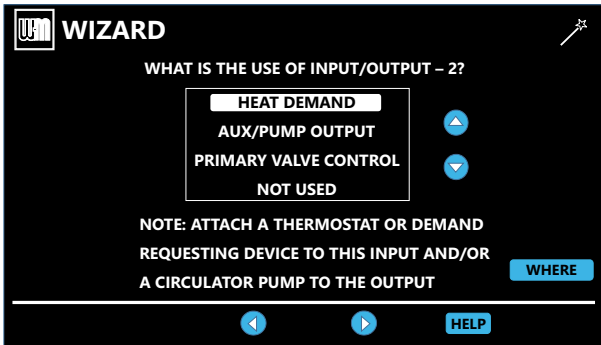 WM WIZARD
WHAT IS THE USE OF INPUT/OUTPUT – 2?
HEAT DEMAND
AUX/PUMP OUTPUT
PRIMARY VALVE CONTROL
NOT USED
NOTE: ATTACH A THERMOSTAT OR DEMAND
REQUESTING DEVICE TO THIS INPUT AND/OR
A CIRCULATOR PUMP TO THE OUTPUT
WHERE
HELP